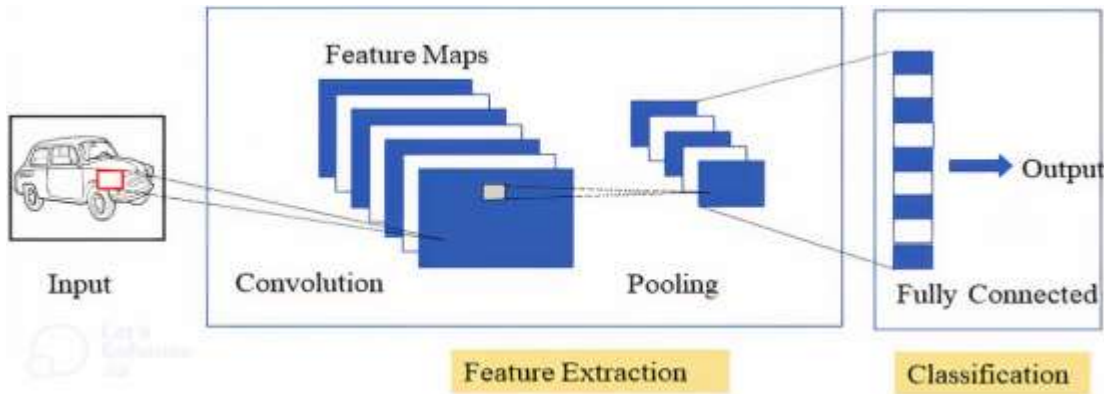 Feature Maps
Input
Convolution
Pooling
Output
Fully Connected
Feature Extraction
Classification